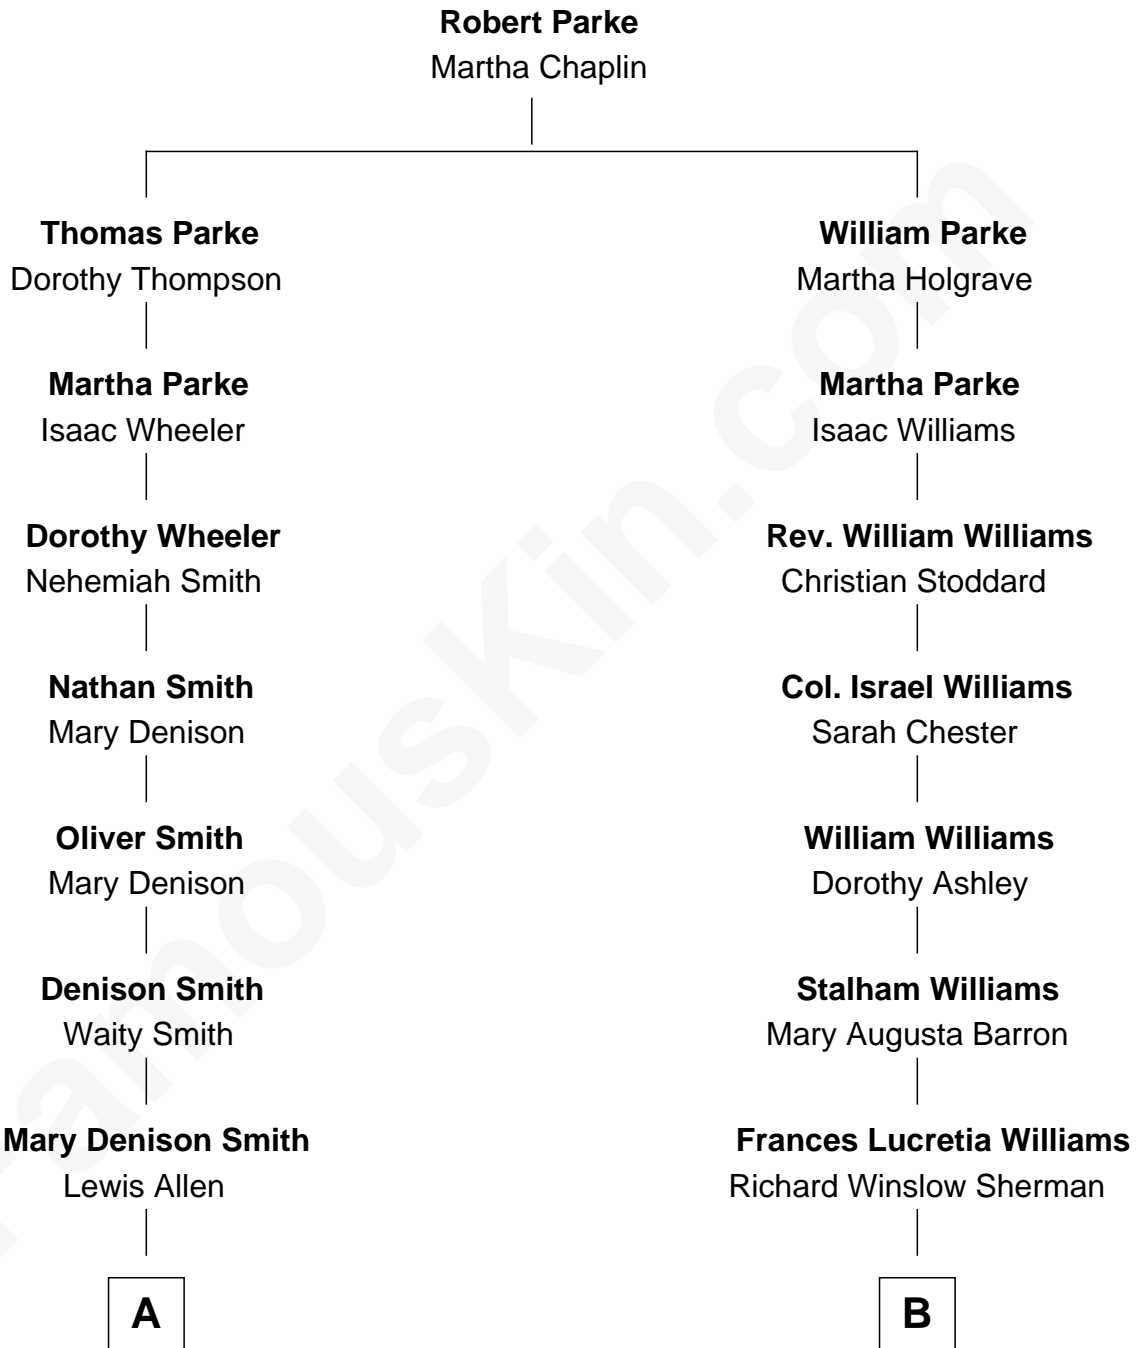 Robert Parke
Martha Chaplin
Thomas Parke
Dorothy Thompson
William Parke
Martha Holgrave
Martha Parke
Isaac Wheeler
Martha Parke
Isaac Williams
Dorothy Wheeler
Nehemiah Smith
Rev. William Williams
Christian Stoddard
Nathan Smith
Mary Denison
Col. Israel Williams
Sarah Chester
Oliver Smith
Mary Denison
William Williams
Dorothy Ashley
Denison Smith
Waity Smith
Stalham Williams
Mary Augusta Barron
Mary Denison Smith
Lewis Allen
Frances Lucretia Williams
Richard Winslow Sherman
A
B
FamousKin.com